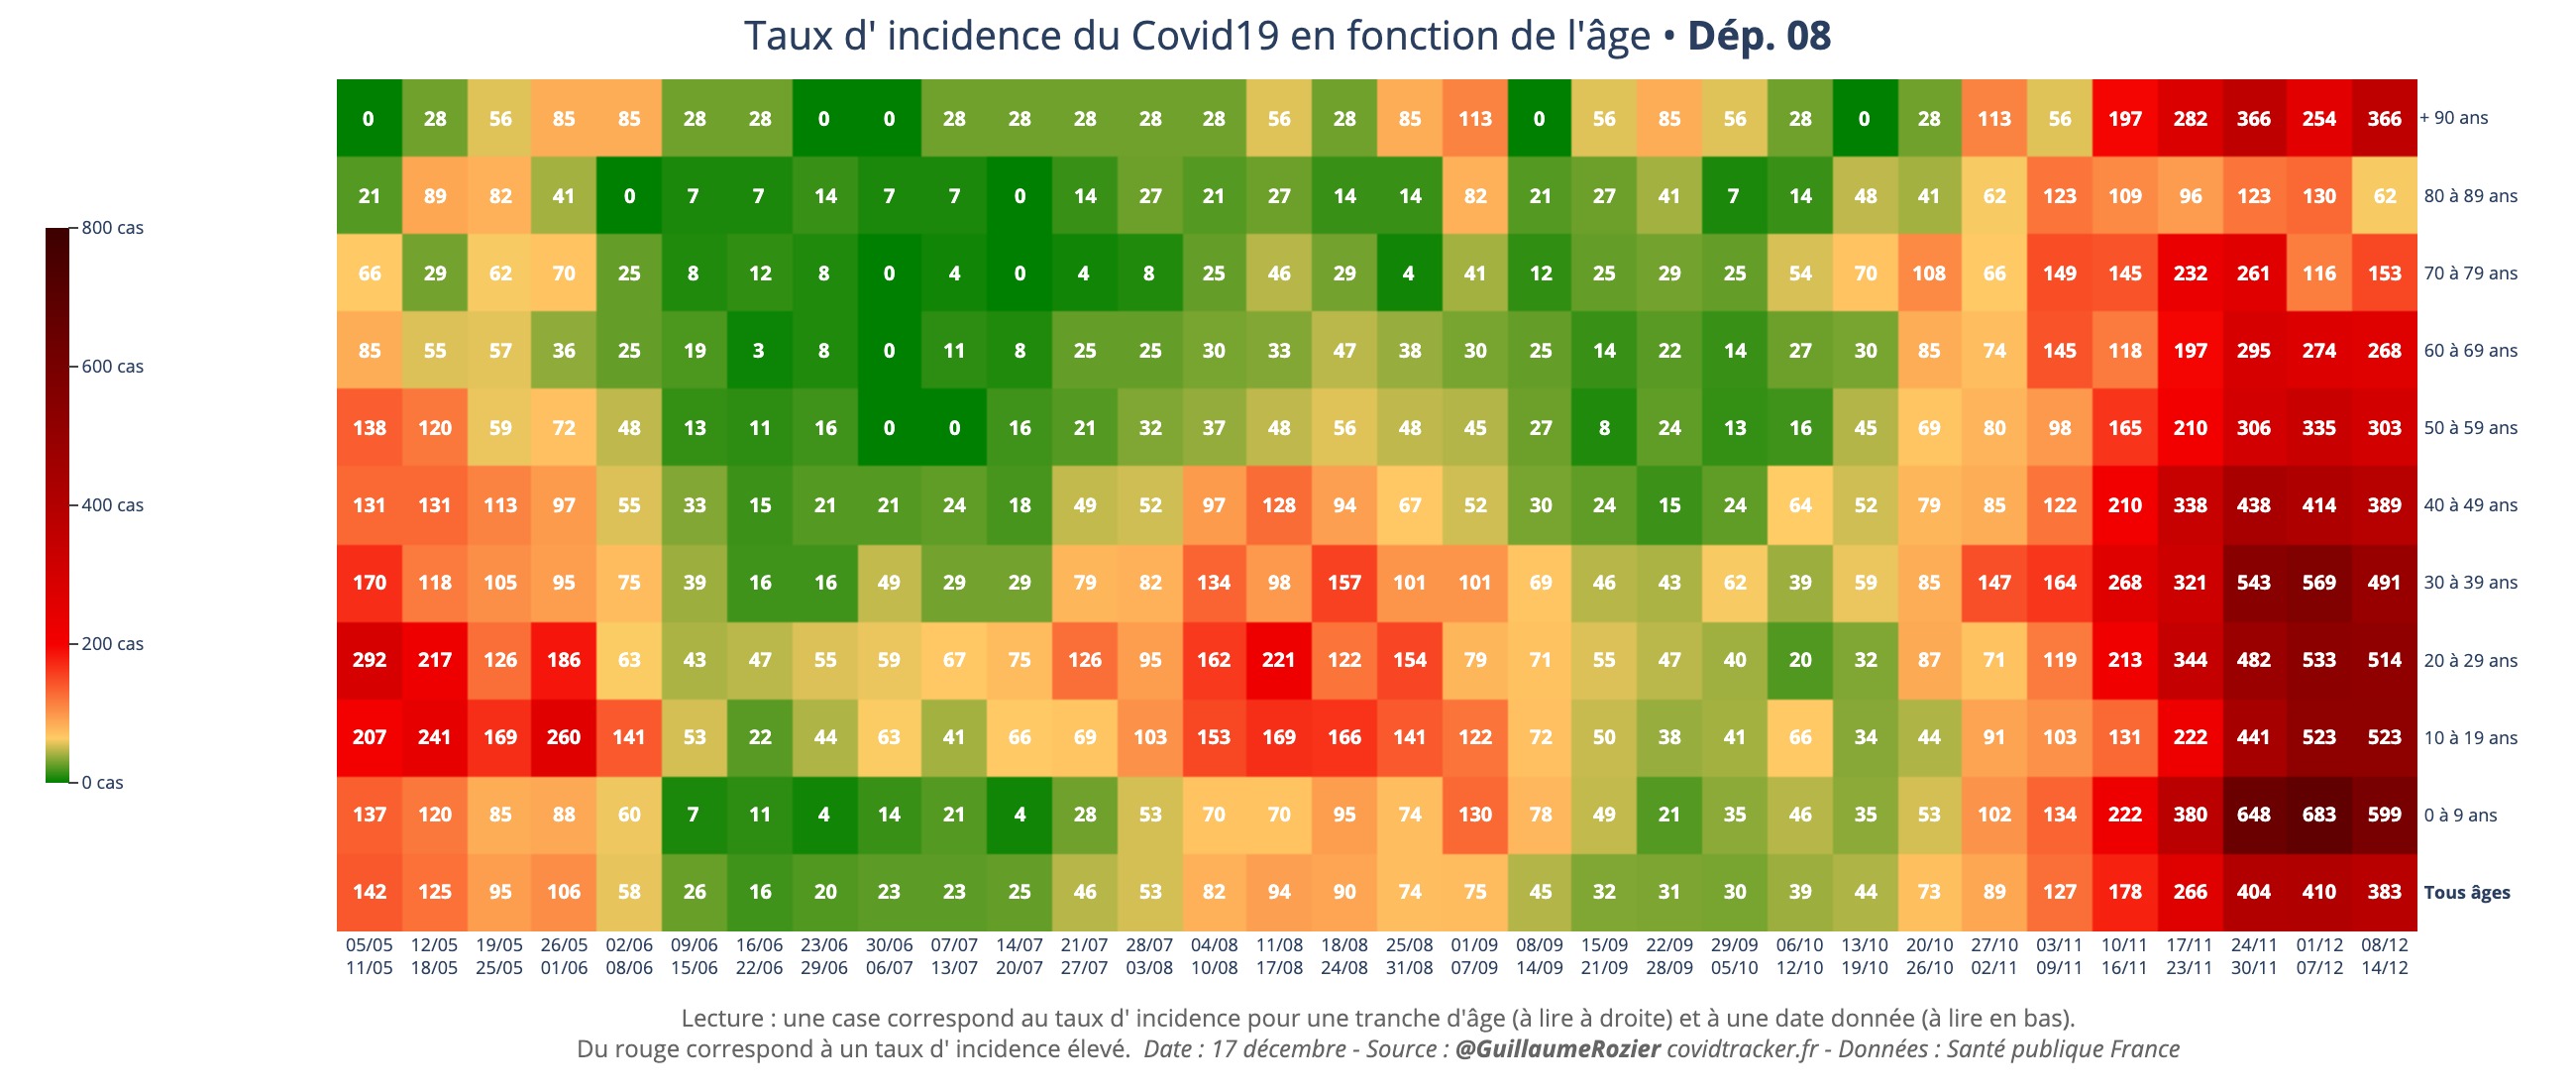 Taux d' incidence du Covid19 en fonction de l'âge • Dép. 08
800 cas
600 cas
400 cas
200 cas
0 cas
0 28 56 85 85 28 28 0 0 28 28 28 28 28 56 28 85 113 0 56 85 56 28 0 28 113 56 197 282 366 254 366 + 90 ans
21 89 82 41 0 7 7 14 7 7 0 14 27 21 27 14 14 82 21 27 41 7 14 48 41 62 123 109 96 123 130 62 80 à 89 ans
66 29 62 70 25 8 12 8 0 4 0 4 8 25 46 29 4 41 12 25 29 25 54 70 108 66 149 145 232 261 116 153 70 à 79 ans
85 55 57 36 25 19 3 8 0 11 8 25 25 30 33 47 38 30 25 14 22 14 27 30 85 74 145 118 197 295 274 268 60 à 69 ans
138 120 59 72 48 13 11 16 0 0 16 21 32 37 48 56 48 45 27 8 24 13 16 45 69 80 98 165 210 306 335 303 50 à 59 ans
131 131 113 97 55 33 15 21 21 24 18 49 52 97 128 94 67 52 30 24 15 24 64 52 79 85 122 210 338 438 414 389 40 à 49 ans
170 118 105 95 75 39 16 16 49 29 29 79 82 134 98 157 101 101 69 46 43 62 39 59 85 147 164 268 321 543 569 491 30 à 39 ans
292 217 126 186 63 43 47 55 59 67 75 126 95 162 221 122 154 79 71 55 47 40 20 32 87 71 119 213 344 482 533 514 20 à 29 ans
207 241 169 260 141 53 22 44 63 41 66 69 103 153 169 166 141 122 72 50 38 41 66 34 44 91 103 131 222 441 523 523 10 à 19 ans
137 120 85 88 60 7 11 4 14 21 4 28 53 70 70 95 74 130 78 49 21 35 46 35 53 102 134 222 380 648 683 599 0 à 9 ans
142 125 95 106 58 26 16 20 23 23 25 46 53 82 94 90 74 75 45 32 31 30 39 44 73 89 127 178 266 404 410 383 Tous âges
05/05 12/05 19/05 26/05 02/06 09/06 16/06 23/06 30/06 07/07 14/07 21/07 28/07 04/08 11/08 18/08 25/08 01/09 08/09 15/09 22/09 29/09 06/10 13/10 20/10 27/10 03/11 10/11 17/11 24/11 01/12 08/12
11/05 18/05 25/05 01/06 08/06 15/06 22/06 29/06 06/07 13/07 20/07 27/07 03/08 10/08 17/08 24/08 31/08 07/09 14/09 21/09 28/09 05/10 12/10 19/10 26/10 02/11 09/11 16/11 23/11 30/11 07/12 14/12
Lecture : une case correspond au taux d' incidence pour une tranche d'âge (à lire à droite) et à une date donnée (à lire en bas).
Du rouge correspond à un taux d' incidence élevé. Date : 17 décembre - Source : @GuillaumeRozier covidtracker.fr - Données : Santé publique France